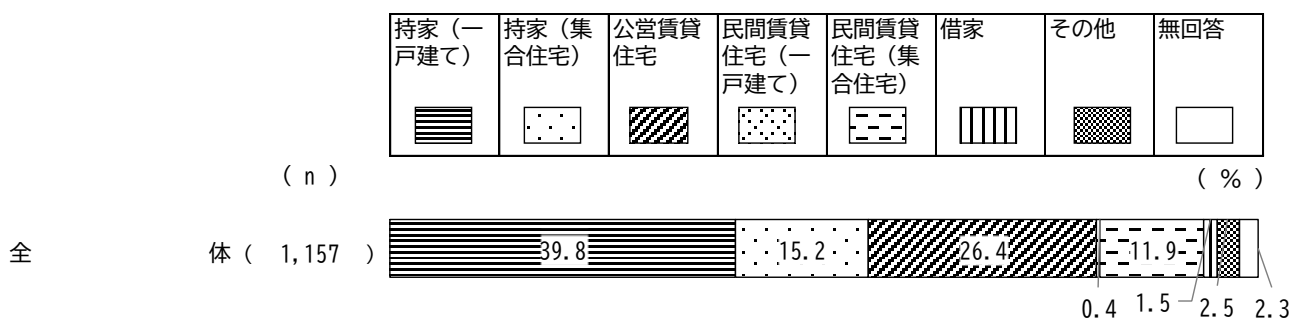 持家（一戸建て）
持家（集合住宅）
公営賃貸住宅
民間賃貸住宅（一戸建て）
民間賃貸住宅（集合住宅）
借家
その他
無回答
(n)
(%)
全体(1,157)
39.8
15.2
26.4
11.9
0.4
1.5
2.5
2.3